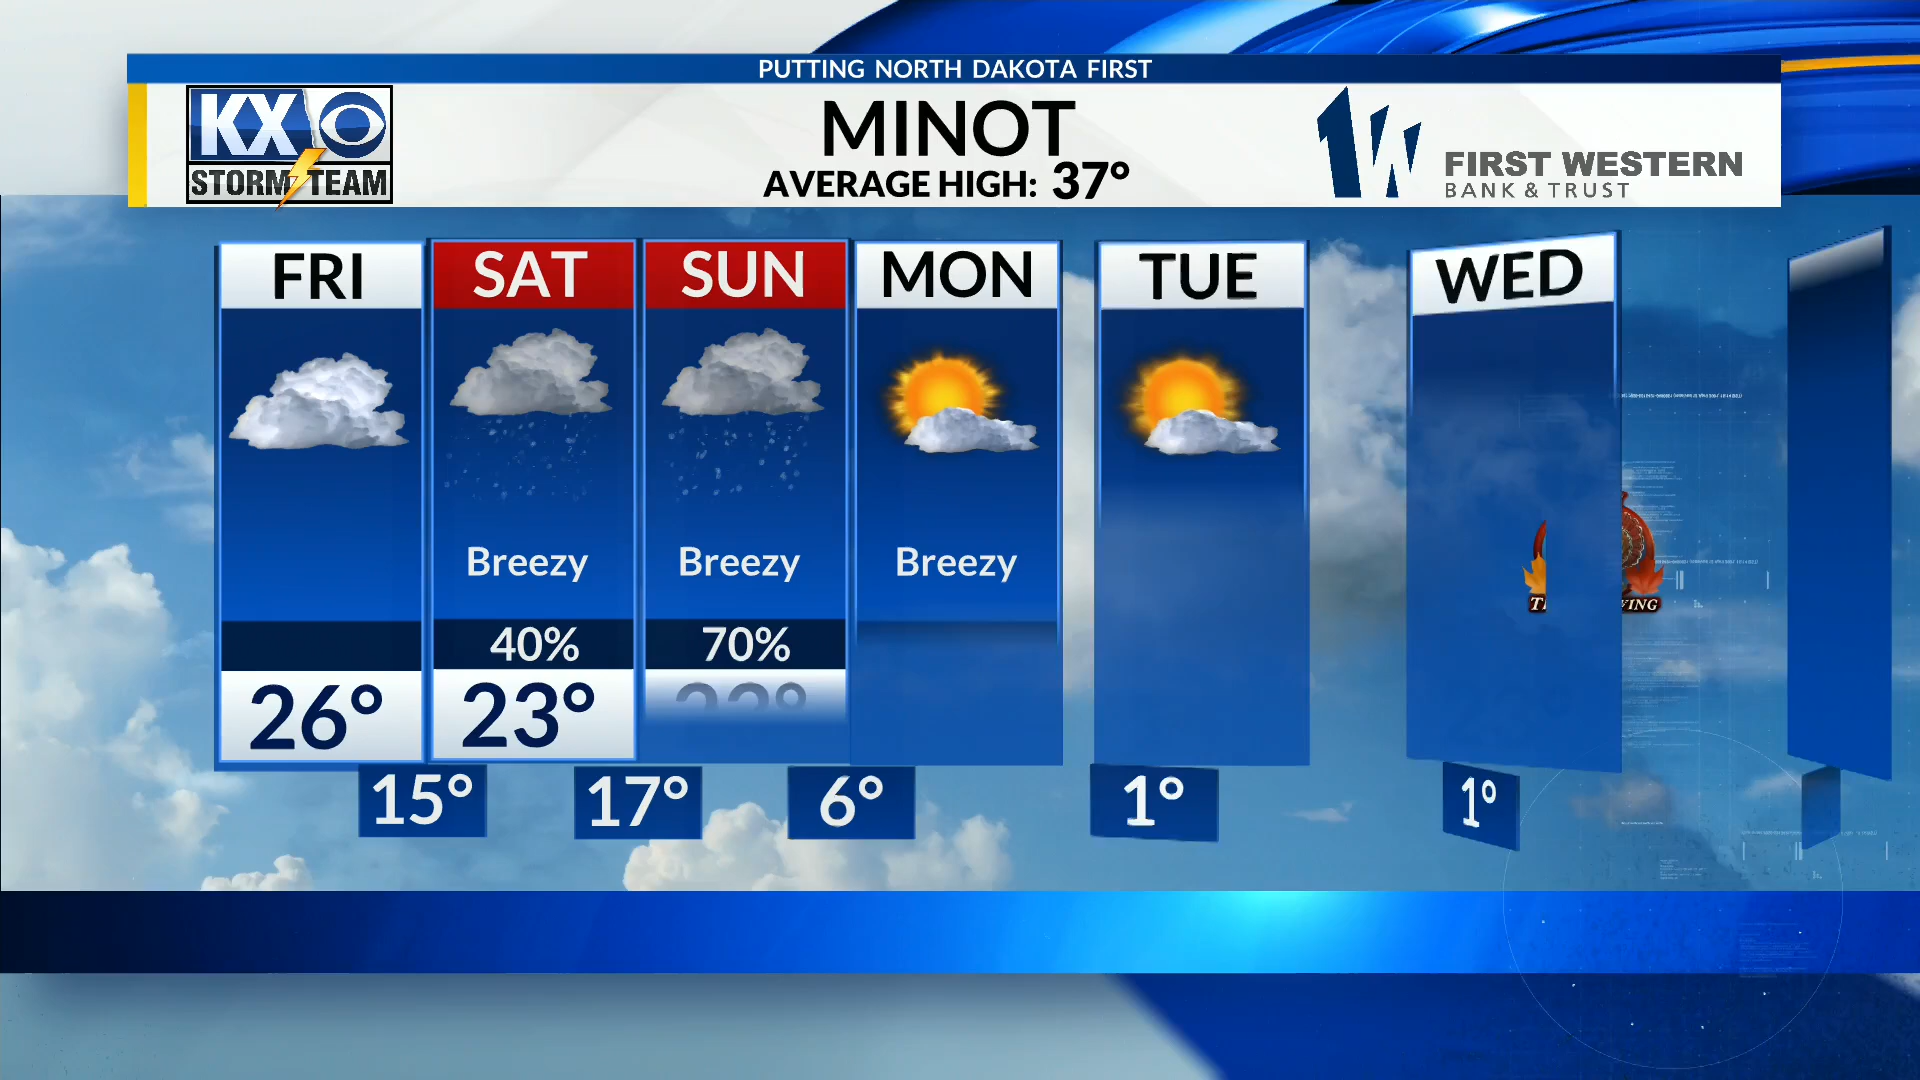 PUTTING NORTH DAKOTA FIRST
KX
STORM TEAM
MINOT
AVERAGE HIGH: 37°
1W
FIRST WESTERN
BANK & TRUST
FRI
SAT
SUN
MON
TUE
WED
Breezy
Breezy
Breezy
40%
70%
26°
23°
15°
17°
6°
1°
1°